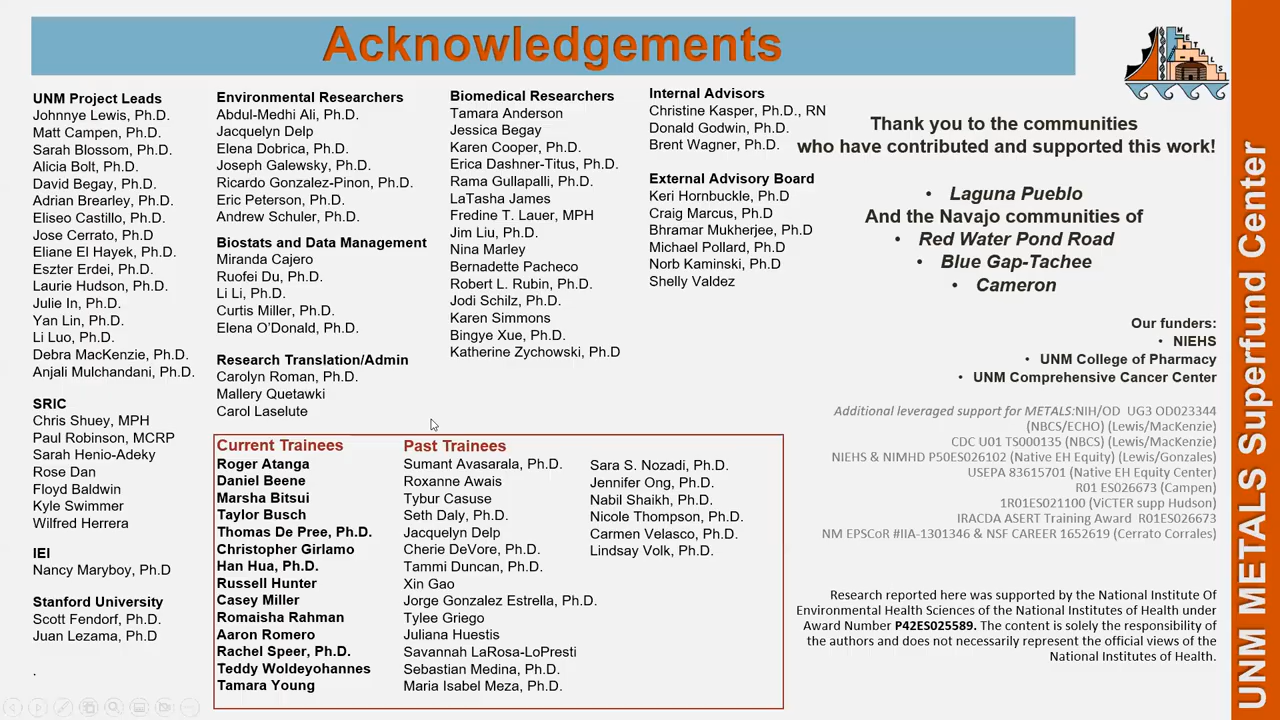 Acknowledgements
METALS
UNM Project Leads
Johnnye Lewis, Ph.D.
Matt Campen, Ph.D.
Sarah Blossom, Ph.D.
Alicia Bolt, Ph.D.
David Begay, Ph.D.
Adrian Brearley, Ph.D.
Eliseo Castillo, Ph.D.
Jose Cerrato, Ph.D
Eliane El Hayek, Ph.D.
Eszter Erdei, Ph.D.
Laurie Hudson, Ph.D.
Julie In, Ph.D.
Yan Lin, Ph.D.
Li Luo, Ph.D.
Debra MacKenzie, Ph.D.
Anjali Mulchandani, Ph.D.
SRIC
Chris Shuey, MPH
Paul Robinson, MCRP
Sarah Henio-Adeky
Rose Dan
Floyd Baldwin
Kyle Swimmer
Wilfred Herrera
IEI
Nancy Maryboy, Ph.D
Stanford University
Scott Fendorf, Ph.D.
Juan Lezama, Ph.D
.
Environmental Researchers
Abdul-Medhi Ali, Ph.D.
Jacquelyn Delp
Elena Dobrica, Ph.D.
Joseph Galewsky, Ph.D.
Ricardo Gonzalez-Pinon, Ph.D.
Eric Peterson, Ph.D.
Andrew Schuler, Ph.D.
Biostats and Data Management
Miranda Cajero
Ruofei Du, Ph.D.
Li Li, Ph.D.
Curtis Miller, Ph.D.
Elena O'Donald, Ph.D.
Research Translation/Admin
Carolyn Roman, Ph.D.
Mallery Quetawki
Carol Laselute
Biomedical Researchers
Tamara Anderson
Jessica Begay
Karen Cooper, Ph.D.
Erica Dashner-Titus, Ph.D.
Rama Gullapalli, Ph.D.
LaTasha James
Fredine T. Lauer, MPH
Jim Liu, Ph.D.
Nina Marley
Bernadette Pacheco
Robert L. Rubin, Ph.D.
Jodi Schilz, Ph.D.
Karen Simmons
Bingye Xue, Ph.D.
Katherine Zychowski, Ph.D
Internal Advisors
Christine Kasper, Ph.D., RN
Donald Godwin, Ph.D.
Brent Wagner, Ph.D.
External Advisory Board
Keri Hornbuckle, Ph.D
Craig Marcus, Ph.D
Bhramar Mukherjee, Ph.D
Michael Pollard, Ph.D
Norb Kaminski, Ph.D
Shelly Valdez
Current Trainees
Roger Atanga
Daniel Beene
Marsha Bitsui
Taylor Busch
Thomas De Pree, Ph.D.
Christopher Girlamo
Han Hua, Ph.D.
Russell Hunter
Casey Miller
Romaisha Rahman
Aaron Romero
Rachel Speer, Ph.D.
Teddy Woldeyohannes
Tamara Young
Past Trainees
Sumant Avasarala, Ph.D.
Roxanne Awais
Tybur Casuse
Seth Daly, Ph.D.
Jacquelyn Delp
Cherie DeVore, Ph.D.
Tammi Duncan, Ph.D.
Xin Gao
Jorge Gonzalez Estrella, Ph.D.
Tylee Griego
Juliana Huestis
Savannah LaRosa-LoPresti
Sebastian Medina, Ph.D.
Maria Isabel Meza, Ph.D.
Sara S. Nozadi, Ph.D.
Jennifer Ong, Ph.D.
Nabil Shaikh, Ph.D.
Nicole Thompson, Ph.D.
Carmen Velasco, Ph.D.
Lindsay Volk, Ph.D.
Thank you to the communities
who have contributed and supported this work!
• Laguna Pueblo
And the Navajo communities of
• Red Water Pond Road
• Blue Gap-Tachee
• Cameron
Our funders:
• NIEHS
• UNM College of Pharmacy
• UNM Comprehensive Cancer Center
Additional leveraged support for METALS:NIH/OD UG3 OD023344
(NBCS/ECHO) (Lewis/MacKenzie)
CDC U01 TS000135 (NBCS) (Lewis/MacKenzie)
NIEHS & NIMHD P50ES026102 (Native EH Equity) (Lewis/Gonzales)
USEPA 83615701 (Native EH Equity Center)
R01 ES026673 (Campen)
1R01ES021100 (ViCTER supp Hudson)
IRACDA ASERT Training Award R01ES026673
NM EPSCoR #IIA-1301346 & NSF CAREER 1652619 (Cerrato Corrales)
Research reported here was supported by the National Institute Of
Environmental Health Sciences of the National Institutes of Health under
Award Number P42ES025589. The content is solely the responsibility of
the authors and does not necessarily represent the official views of the
National Institutes of Health.
UNM METALS Superfund Center